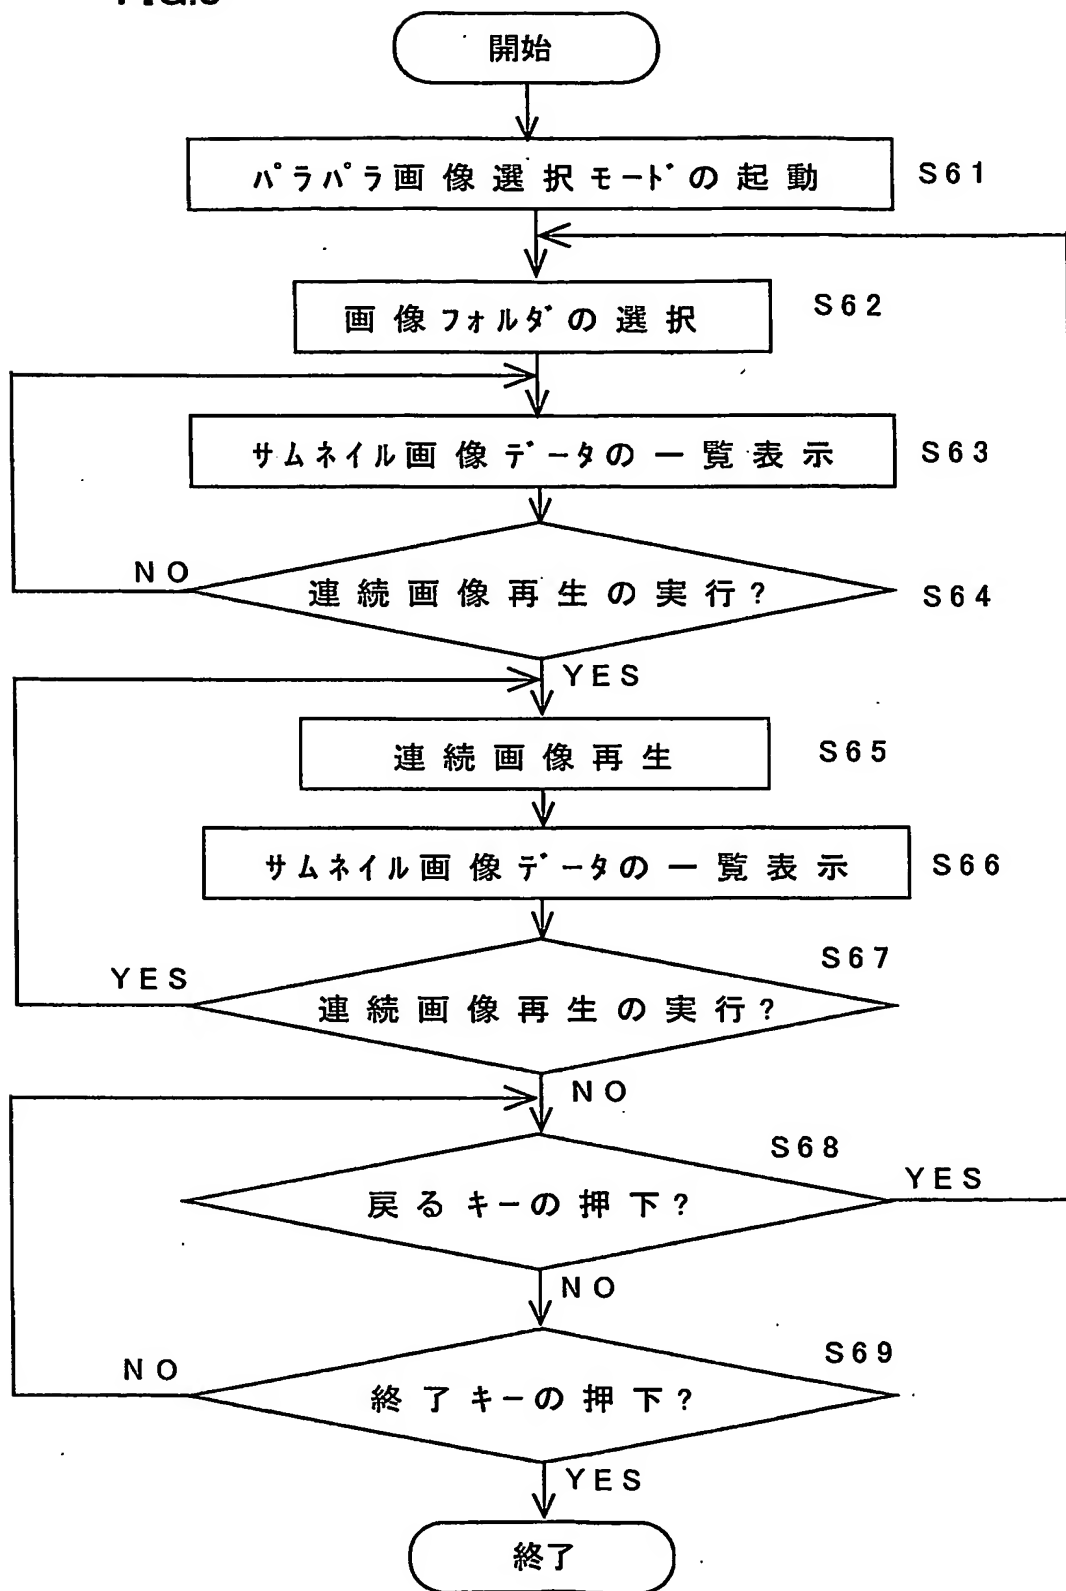 開始
パラパラ画像選択モードの起動 S61
画像フォルダの選択 S62
サムネイル画像データの一覧表示 S63
NO
連続画像再生の実行? S64
YES
連続画像再生 S65
サムネイル画像データの一覧表示 S66
S67
YES
連続画像再生の実行?
NO
S68
YES
戻るキーの押下?
NO
S69
NO
終了キーの押下?
YES
終了